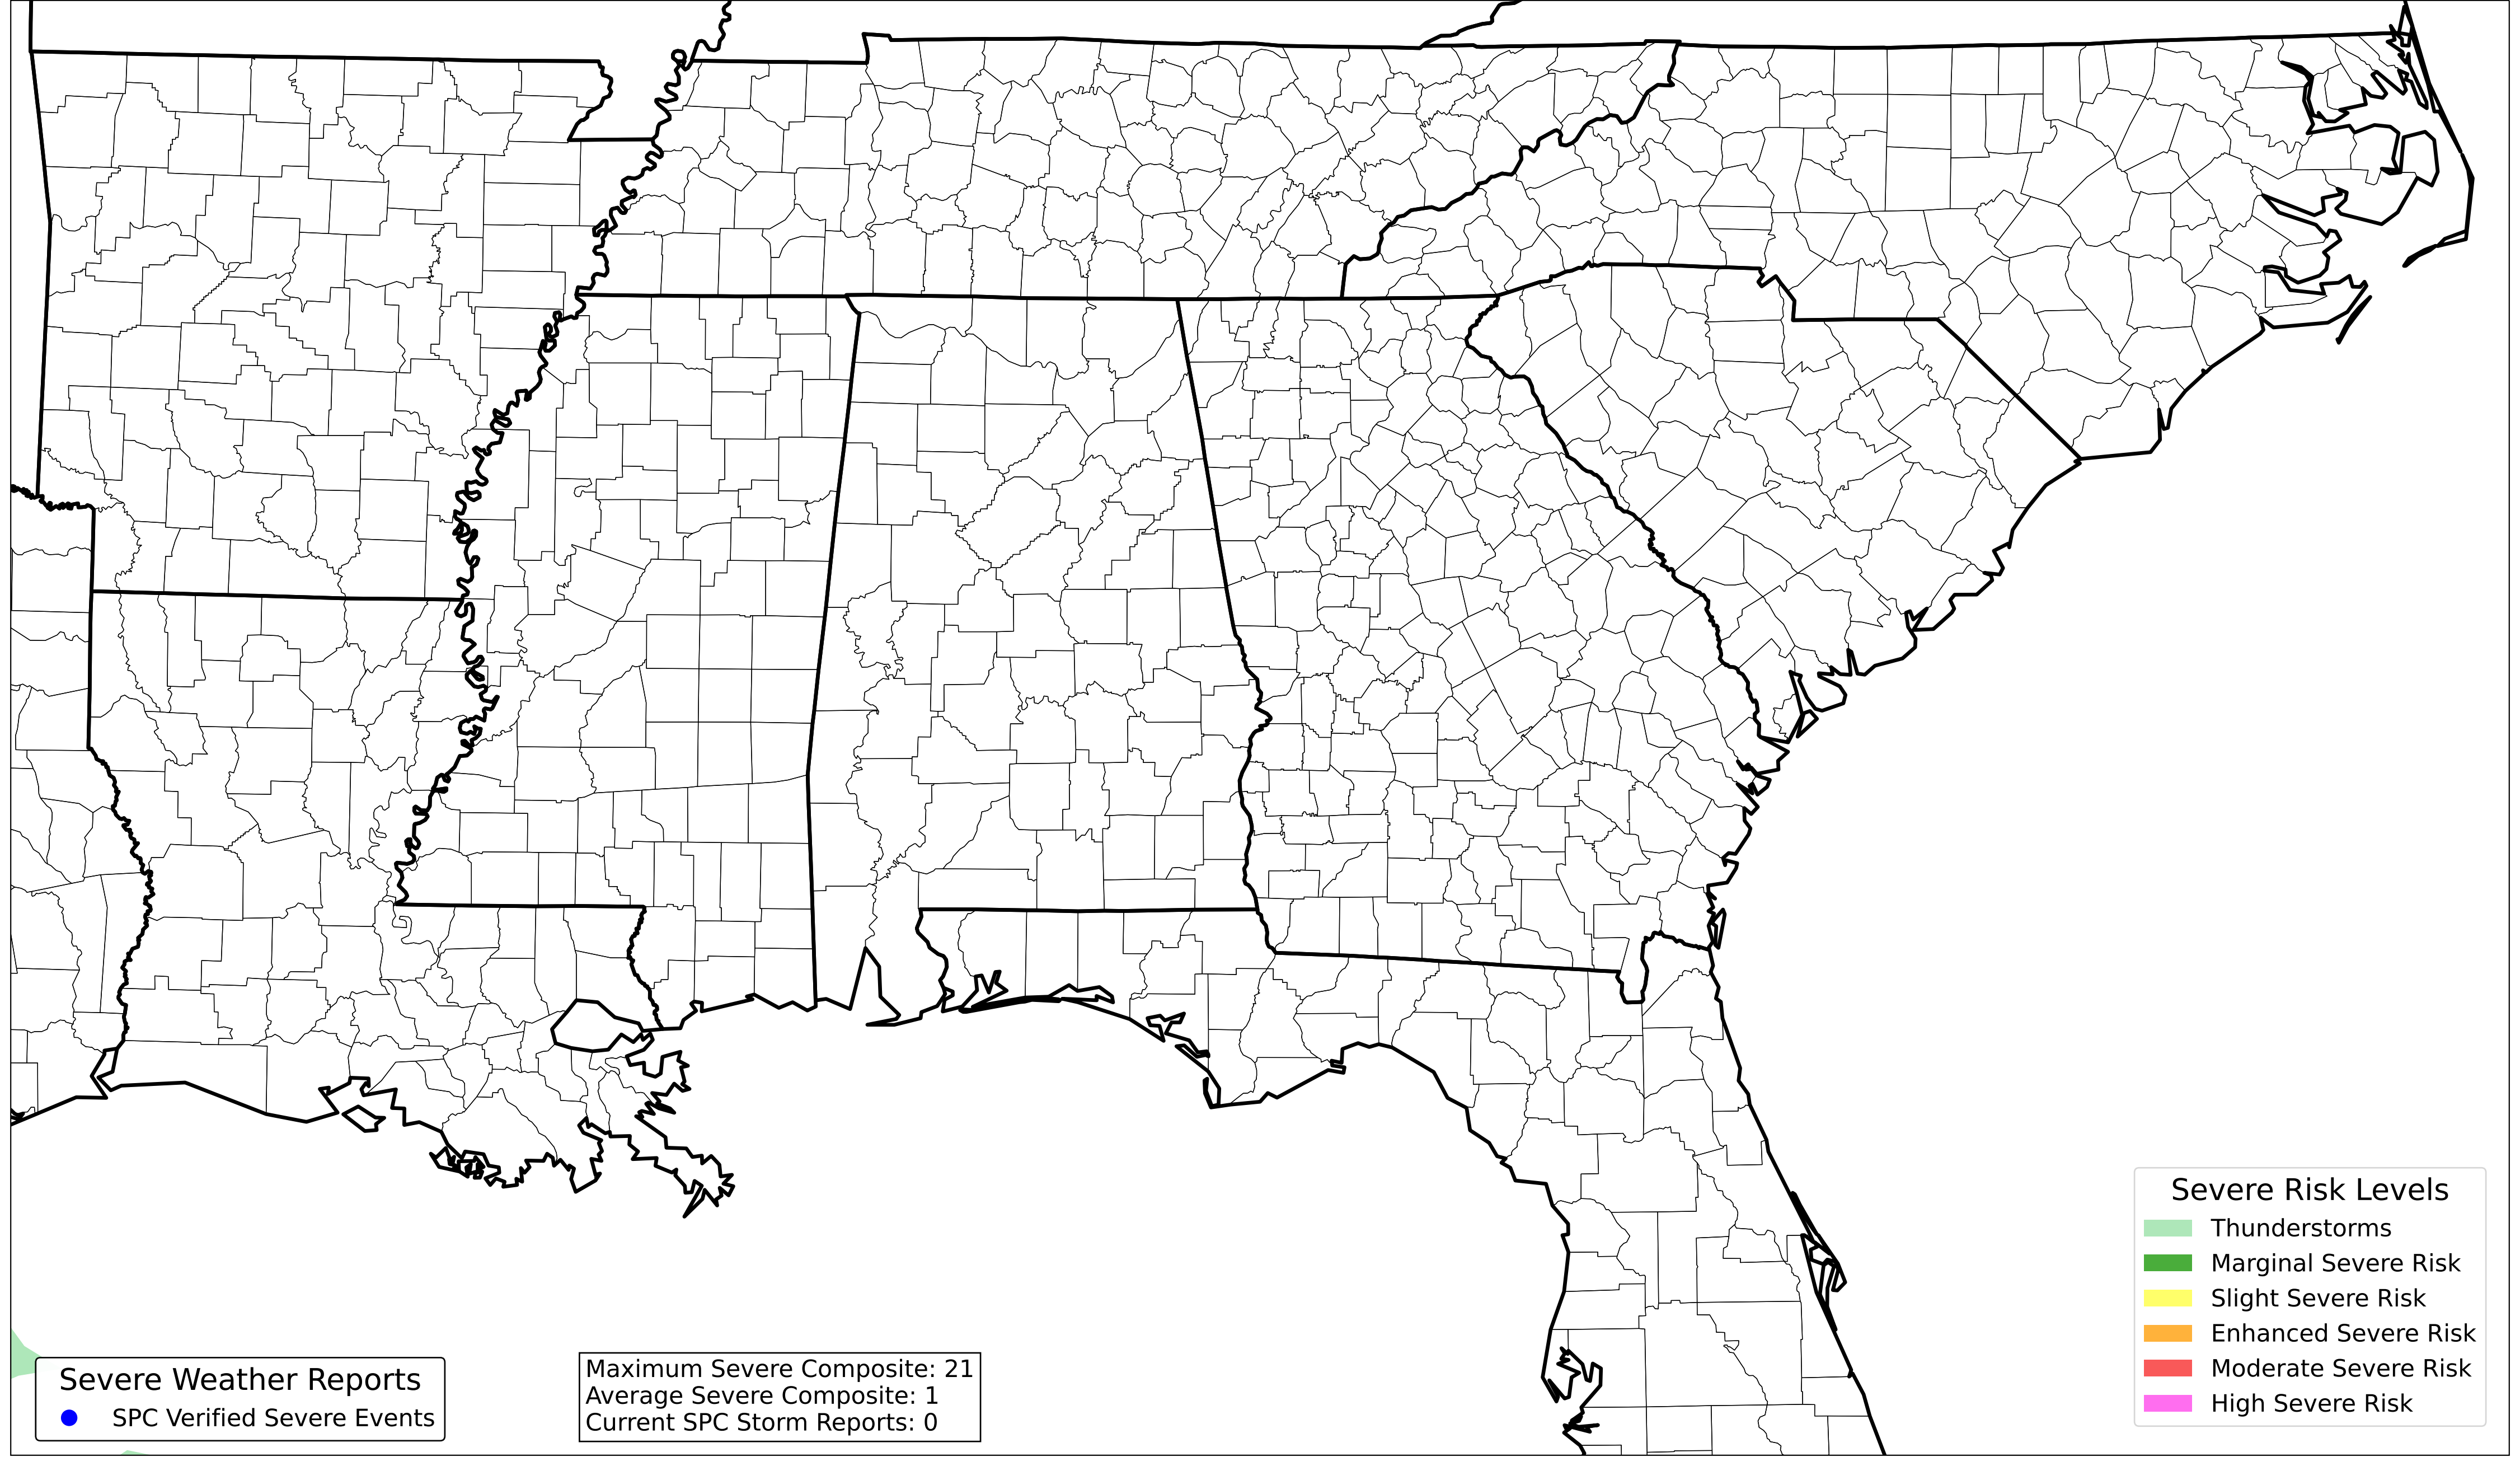 Severe Weather Reports
SPC Verified Severe Events
Maximum Severe Composite: 21
Average Severe Composite: 1
Current SPC Storm Reports: 0
Severe Risk Levels
Thunderstorms
Marginal Severe Risk
Slight Severe Risk
Enhanced Severe Risk
Moderate Severe Risk
High Severe Risk